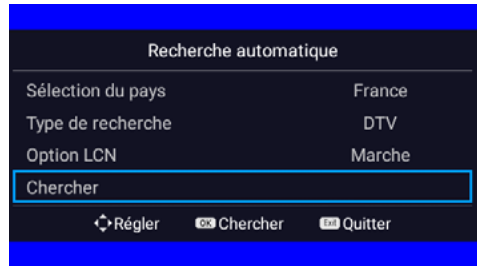 Recherche automatique
Sélection du pays France
Type de recherche DTV
Option LCN Marche
Chercher
Régler OK Chercher Exit Quitter